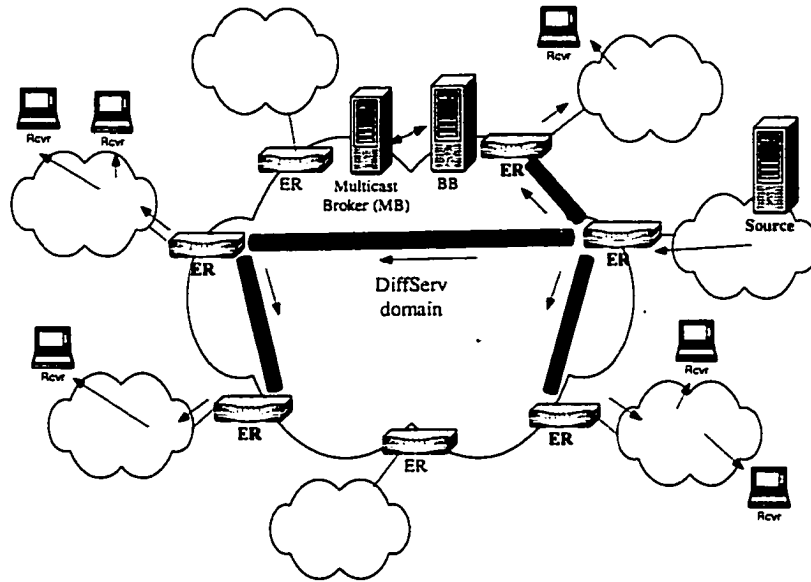 Rcvr
Rcvr
Rcvr
ER
Multicast
Broker (MB)
BB
ER
Source
ER
ER
DiffServ
domain
Rcvr
Rcvr
ER
ER
ER
Rcvr